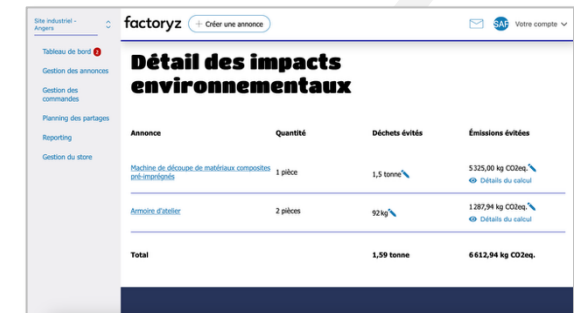 Site industriel -
Angers
factoryz
+ Créer une annonce
SAF
Votre compte
Tableau de bord 2
Gestion des annonces
Gestion des
commandes
Planning des partages
Reporting
Gestion du store
Détail des impacts
environnementaux
Annonce Quantité Déchets évités Émissions évitées
Machine de découpe de matériaux composites
pré-imprégnés
1 pièce
1,5 tonne
5 325,00 kg CO2eq.
Détails du calcul
Armoire d'atelier
2 pièces
92 kg
1 287,94 kg CO2eq.
Détails du calcul
Total 1,59 tonne 6 612,94 kg CO2eq.